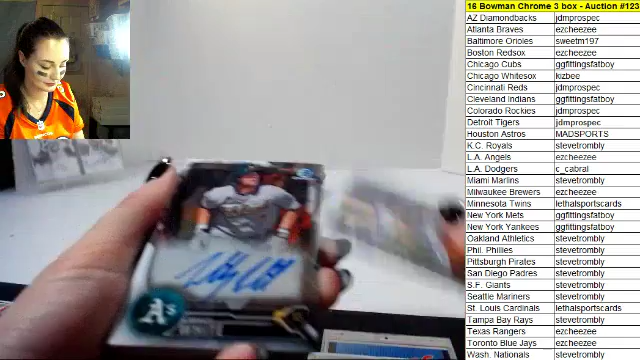 16 Bowman Chrome 3 box - Auction #123
AZ Diamondbacks jdmprospec
Atlanta Braves ezcheezee
Baltimore Orioles sweetm197
Boston Redsox ezcheezee
Chicago Cubs ggfittingsfatboy
Chicago Whitesox kizbee
Cincinnati Reds jdmprospec
Cleveland Indians ggfittingsfatboy
Colorado Rockies jdmprospec
Detroit Tigers jdmprospec
Houston Astros MADSPORTS
K.C. Royals stevetrombly
L.A. Angels ezcheezee
L.A. Dodgers c_cabral
Miami Marlins stevetrombly
Milwaukee Brewers ezcheezee
Minnesota Twins lethalsportscards
New York Mets ggfittingsfatboy
New York Yankees ggfittingsfatboy
Oakland Athletics stevetrombly
Phil. Phillies stevetrombly
Pittsburgh Pirates stevetrombly
San Diego Padres stevetrombly
S.F. Giants stevetrombly
Seattle Mariners stevetrombly
St. Louis Cardinals lethalsportscards
Tampa Bay Rays stevetrombly
Texas Rangers ezcheezee
Toronto Blue Jays ezcheezee
Wash. Nationals stevetrombly
A's